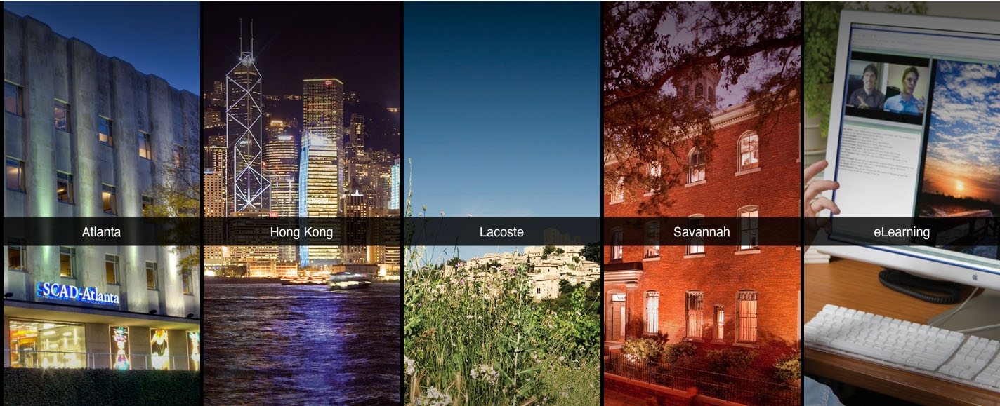 Atlanta
Hong Kong
Lacoste
Savannah
eLearning
SCAD-Atlanta